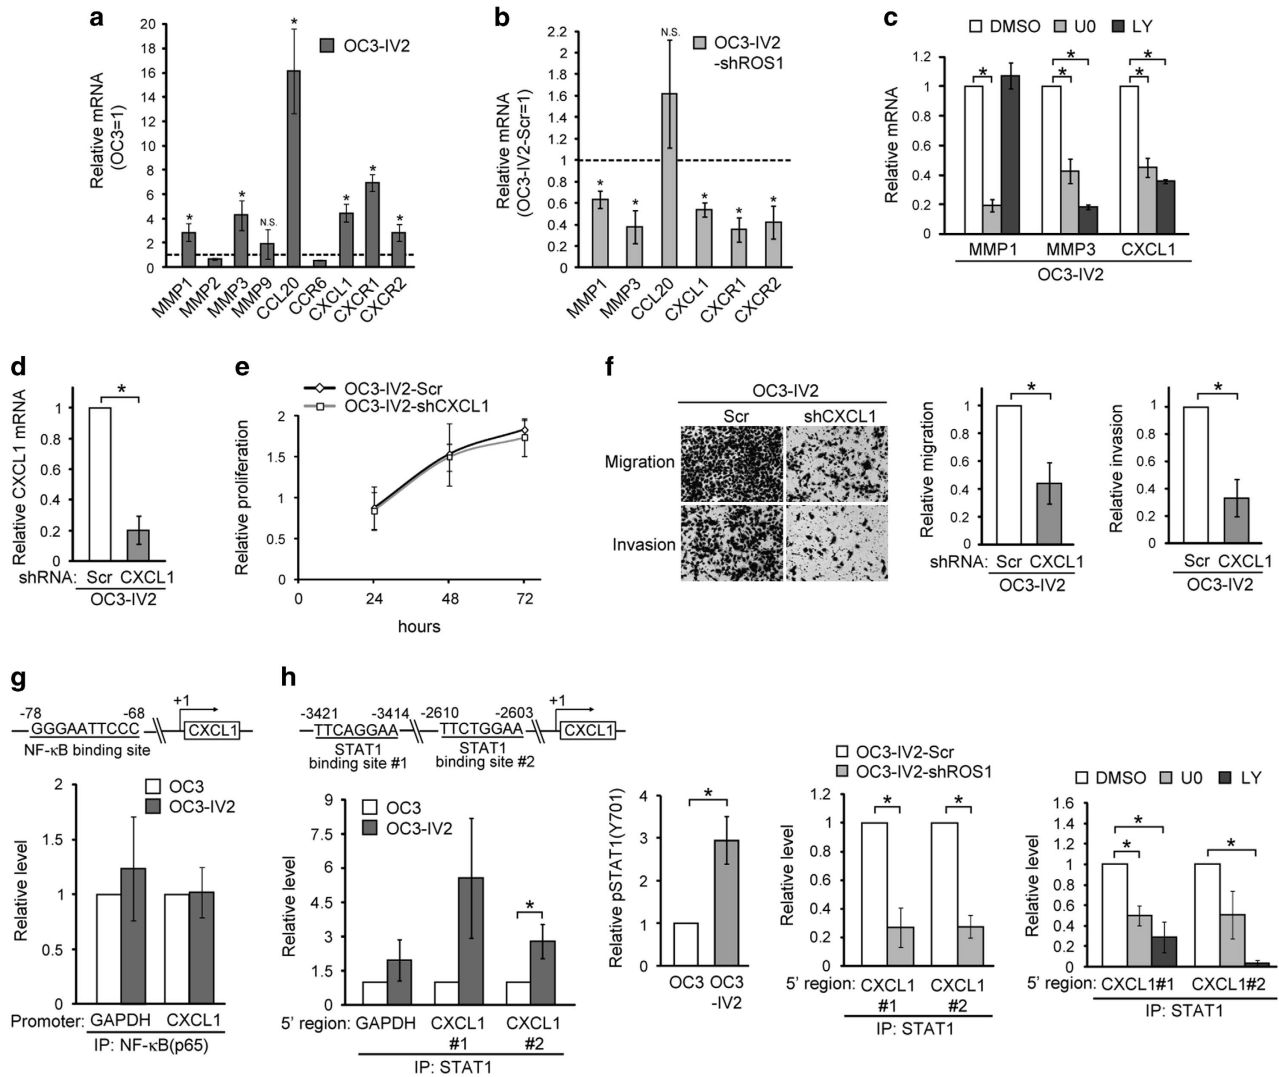 a
Relative mRNA
(OC3=1)
20
18
16
14
12
10
8
6
4
2
0
OC3-IV2
*
*
N.S.
*
*
*
*
MMP1
MMP2
MMP3
MMP9
CCL20
CCR6
CXCL1
CXCR1
CXCR2
b
Relative mRNA
(OC3-IV2-Scr=1)
2.2
2
1.8
1.6
1.4
1.2
1
0.8
0.6
0.4
0.2
0
OC3-IV2
-shROS1
*
*
N.S.
*
*
*
MMP1
MMP3
CCL20
CXCL1
CXCR1
CXCR2
c
DMSO U0 LY
Relative mRNA
1.2
1
0.8
0.6
0.4
0.2
0
*
*
*
*
*
MMP1 MMP3 CXCL1
OC3-IV2
d
Relative CXCL1 mRNA
1
0.8
0.6
0.4
0.2
0
*
shRNA: Scr CXCL1
OC3-IV2
e
OC3-IV2-Scr
OC3-IV2-shCXCL1
Relative proliferation
2
1.5
1
0.5
0
0 24 48 72
hours
f
OC3-IV2
Scr shCXCL1
Migration
Invasion
Relative migration
1
0.8
0.6
0.4
0.2
0
*
shRNA: Scr CXCL1
OC3-IV2
Relative invasion
1
0.8
0.6
0.4
0.2
0
*
Scr CXCL1
OC3-IV2
g
-78 -68 +1
GGGAATTCCC CXCL1
NF-κB binding site
OC3
OC3-IV2
Relative level
2
1.5
1
0.5
0
Promoter: GAPDH CXCL1
IP: NF-κB(p65)
h
-3421 -3414 -2610 -2603 +1
TTCAGGAA TTCTGGAA CXCL1
STAT1
binding site #1
STAT1
binding site #2
OC3
OC3-IV2
Relative level
9
7.5
6
4.5
3
1.5
0
*
5' region: GAPDH CXCL1
#1
CXCL1
#2
IP: STAT1
Relative pSTAT1(Y701)
4
3
2
1
0
*
OC3 OC3
-IV2
OC3-IV2-Scr
OC3-IV2-shROS1
Relative level
1.2
1
0.8
0.6
0.4
0.2
0
*
*
5' region: CXCL1
#1
CXCL1
#2
IP: STAT1
DMSO U0 LY
Relative level
1.6
1.4
1.2
1
0.8
0.6
0.4
0.2
0
*
*
*
5' region: CXCL1#1 CXCL1#2
IP: STAT1